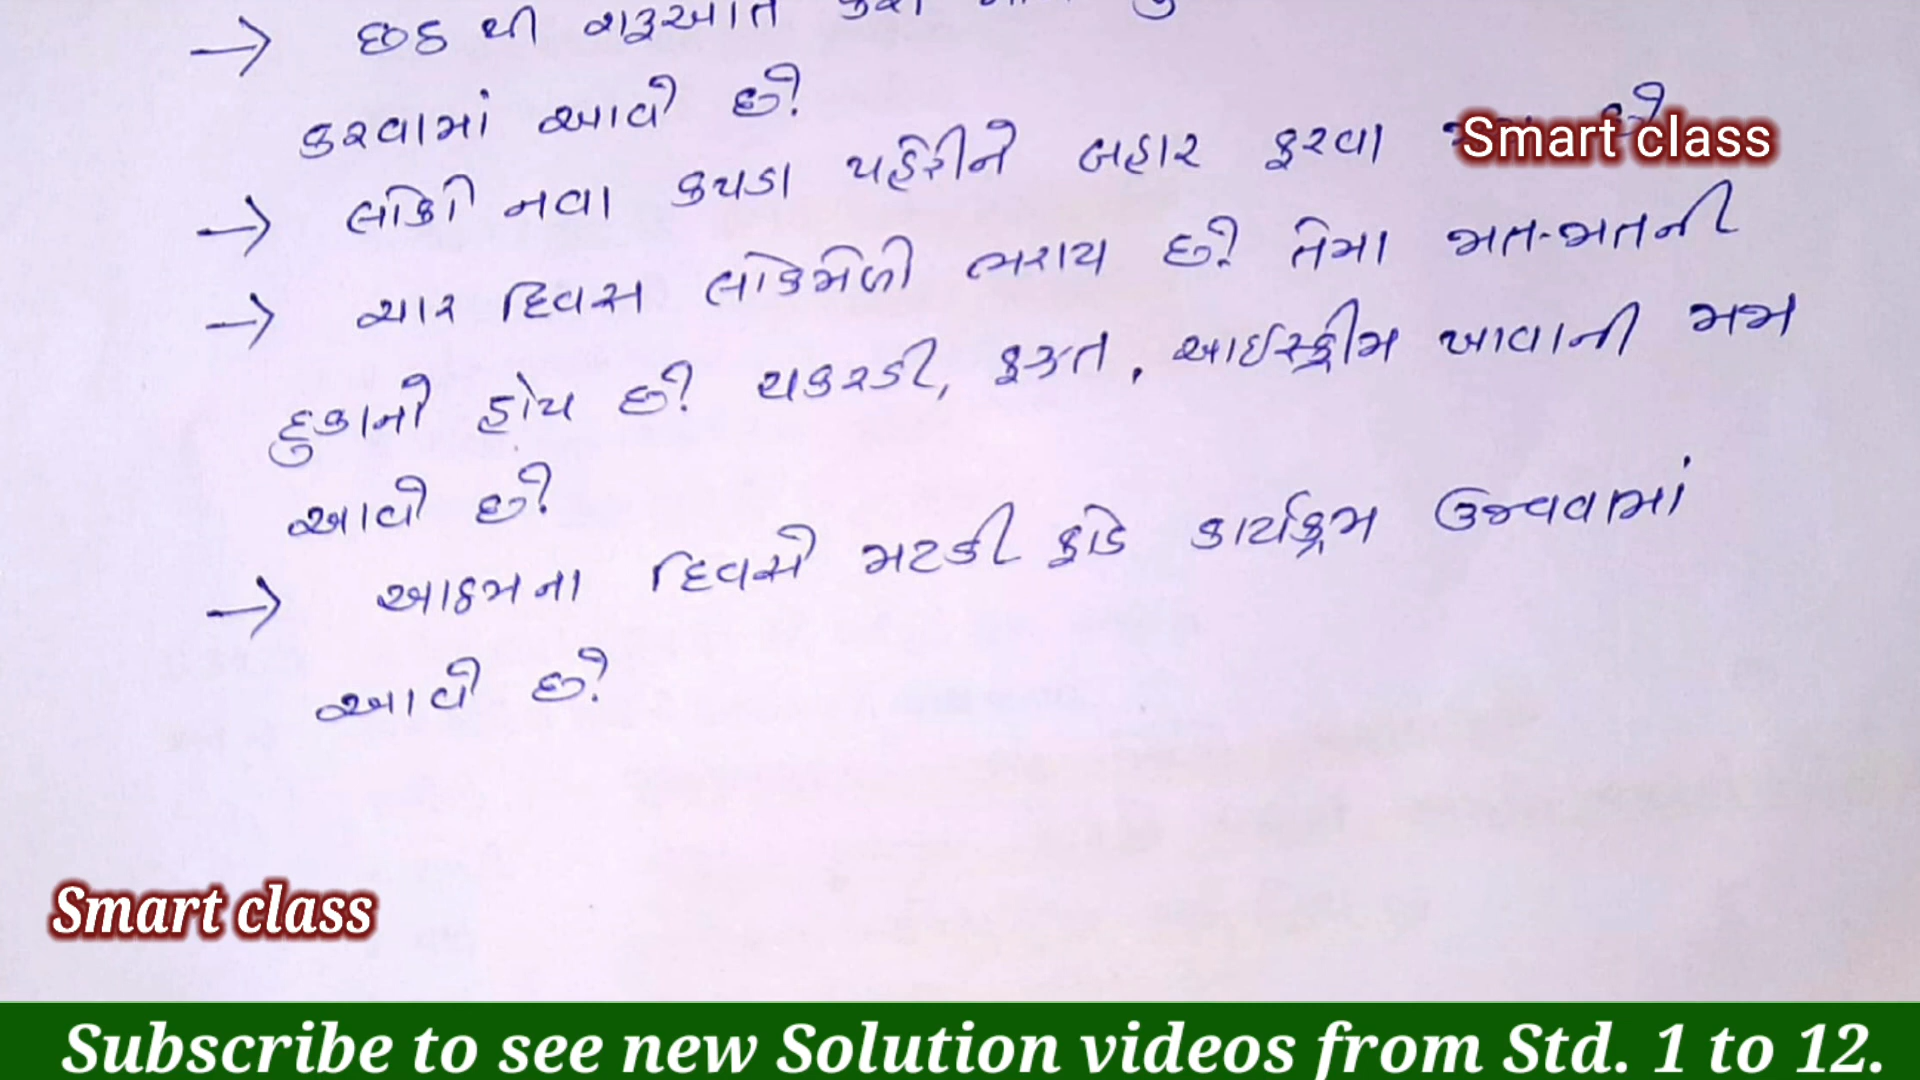 → છઠ થી શરૂઆત કરી
કરવામાં આવે છે.
→ લોકો નવા કપડા પહેરીને બહાર ફરવા છે.
Smart class
→ ચાર દિવસ લોકમેળો ભરાય છે. તેમા જાત-જાતની
દુકાનો હોય છે. ચકરડી, ફજત, આઈસ્ક્રીમ ખાવાની મજા
આવે છે.
→ આઠમના દિવસે મટકી ફોડ કાર્યક્રમ ઉજવવામાં
આવે છે.
Smart class
Subscribe to see new Solution videos from Std. 1 to 12.